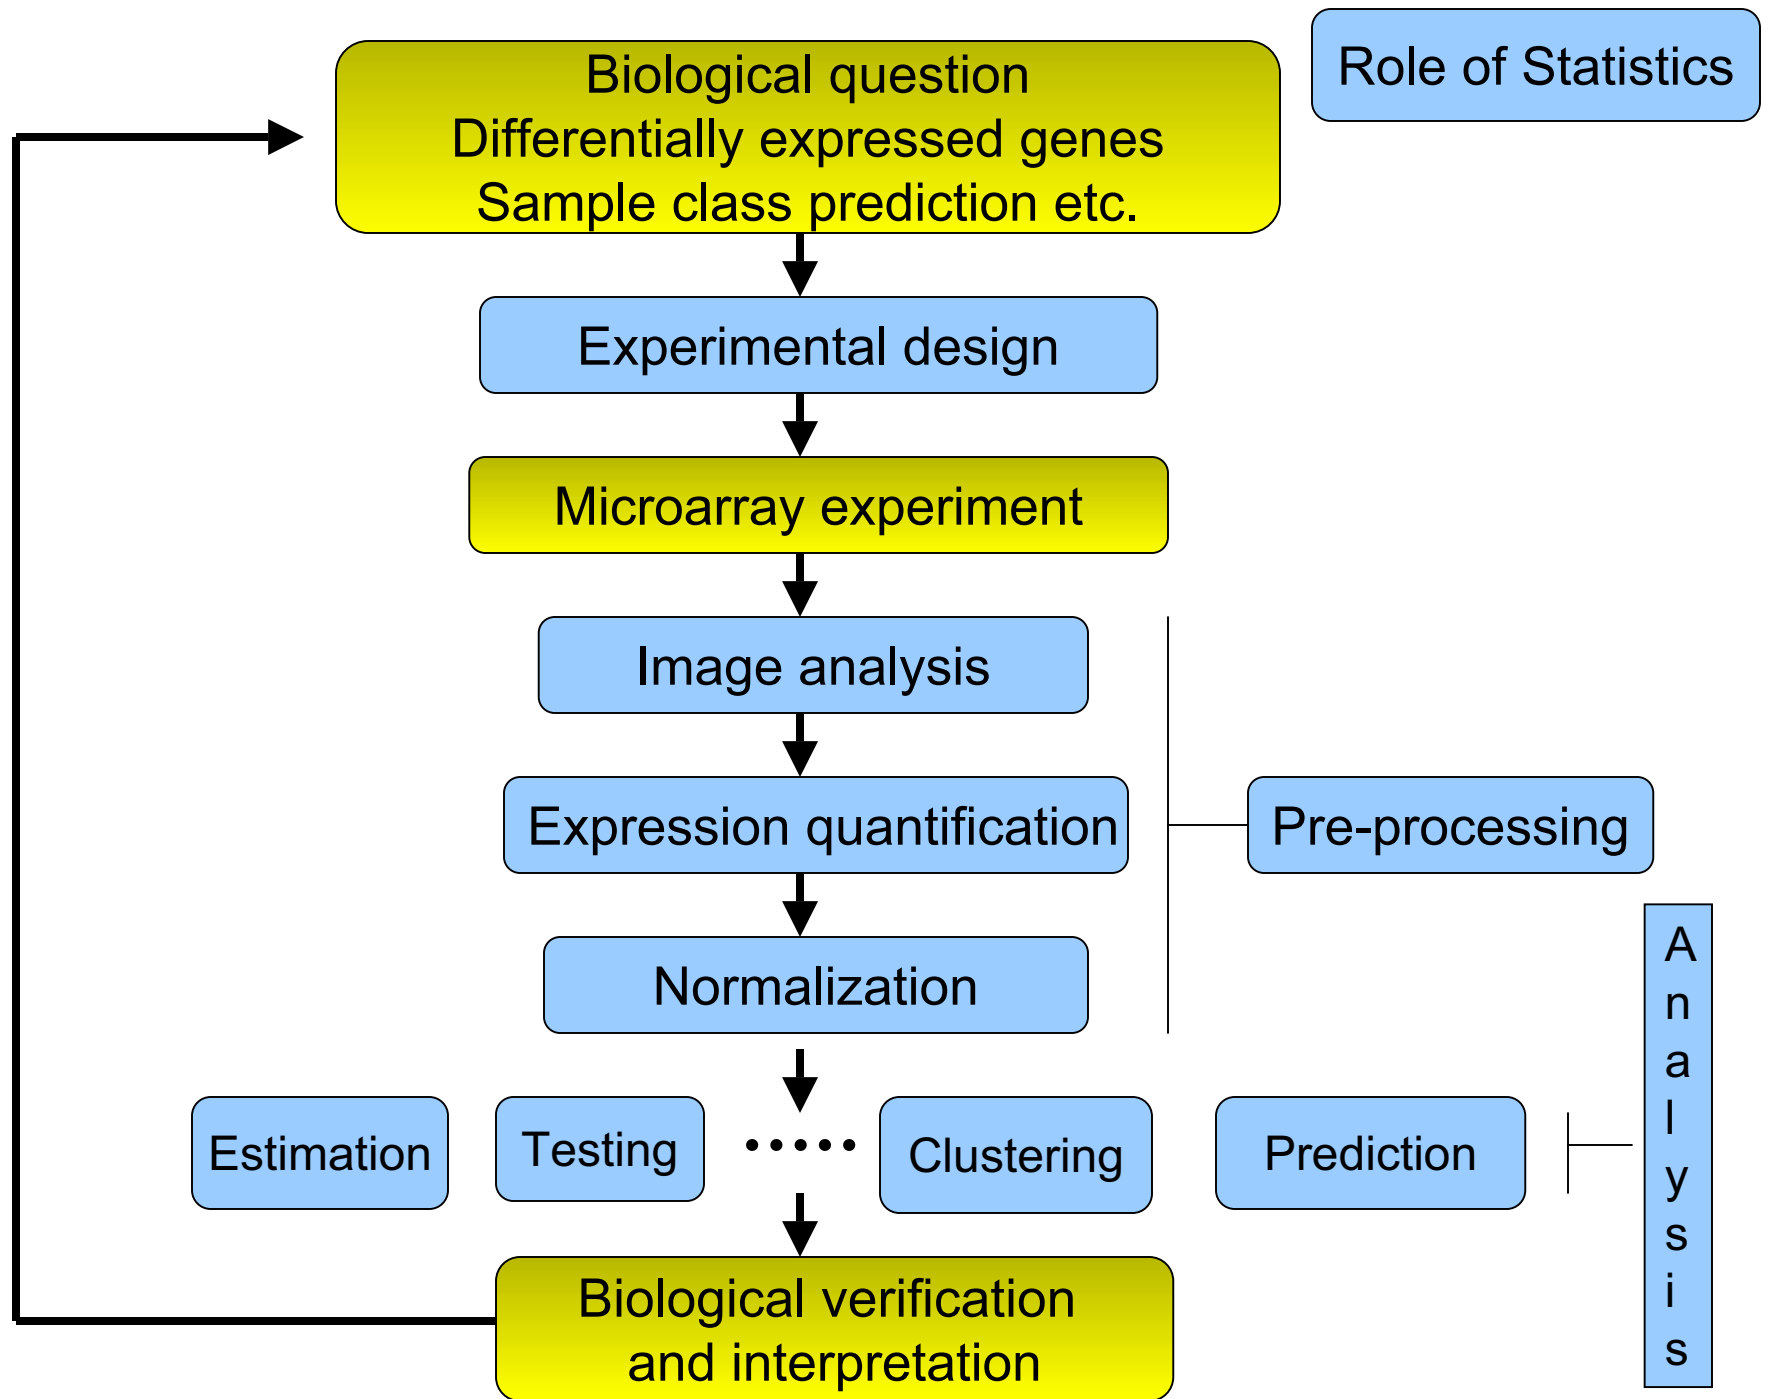 Role of Statistics
Biological question
Differentially expressed genes
Sample class prediction etc.
Experimental design
Microarray experiment
Image analysis
Expression quantification
Pre-processing
Normalization
Analysis
Estimation
Testing
.....
Clustering
Prediction
Biological verification
and interpretation